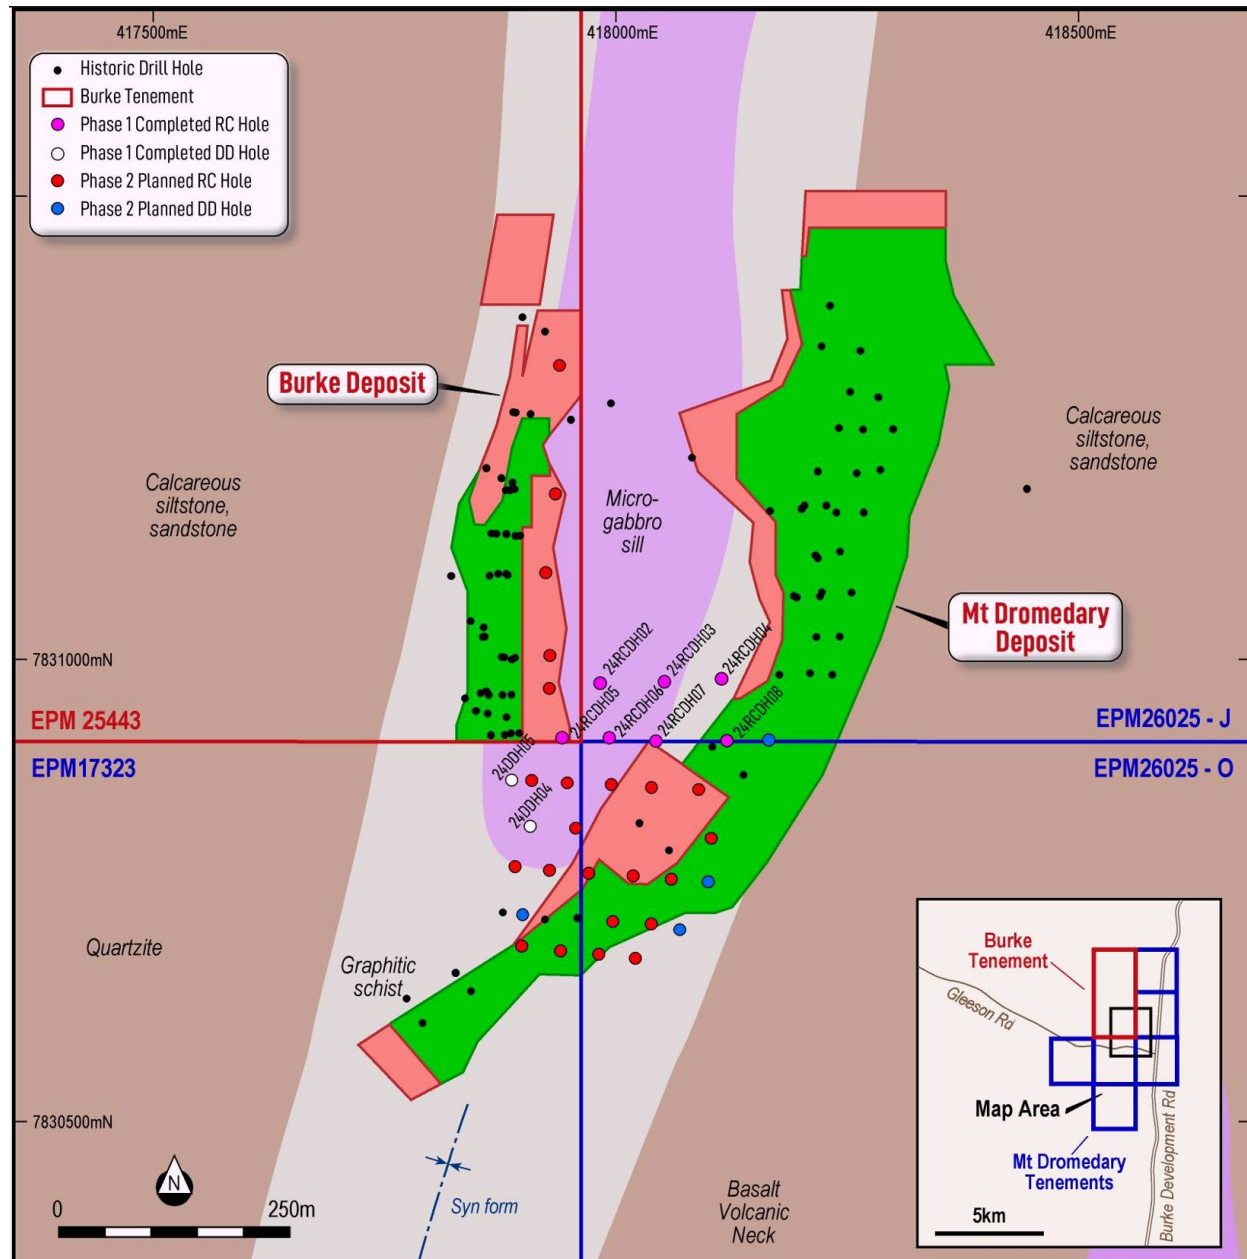 417500mE
418000mE
418500mE
Historic Drill Hole
Burke Tenement
Phase 1 Completed RC Hole
Phase 1 Completed DD Hole
Phase 2 Planned RC Hole
Phase 2 Planned DD Hole
Burke Deposit
Calcareous
siltstone,
sandstone
Calcareous
siltstone,
sandstone
Micro-
gabbro
sill
Mt Dromedary
Deposit
24RCDH02
24RCDH03
24RCDH04
7831000mN
24RCDH05
24RCDH06
24RCDH07
24RCDH08
EPM 25443
EPM26025 - J
EPM17323
EPM26025 - O
24DDH05
24DDH04
Quartzite
Graphitic
schist
7830500mN
N
0
250m
Syn form
Basalt
Volcanic
Neck
Burke
Tenement
Gleeson Rd
Map Area
Mt Dromedary
Tenements
Burke Development Rd
5km